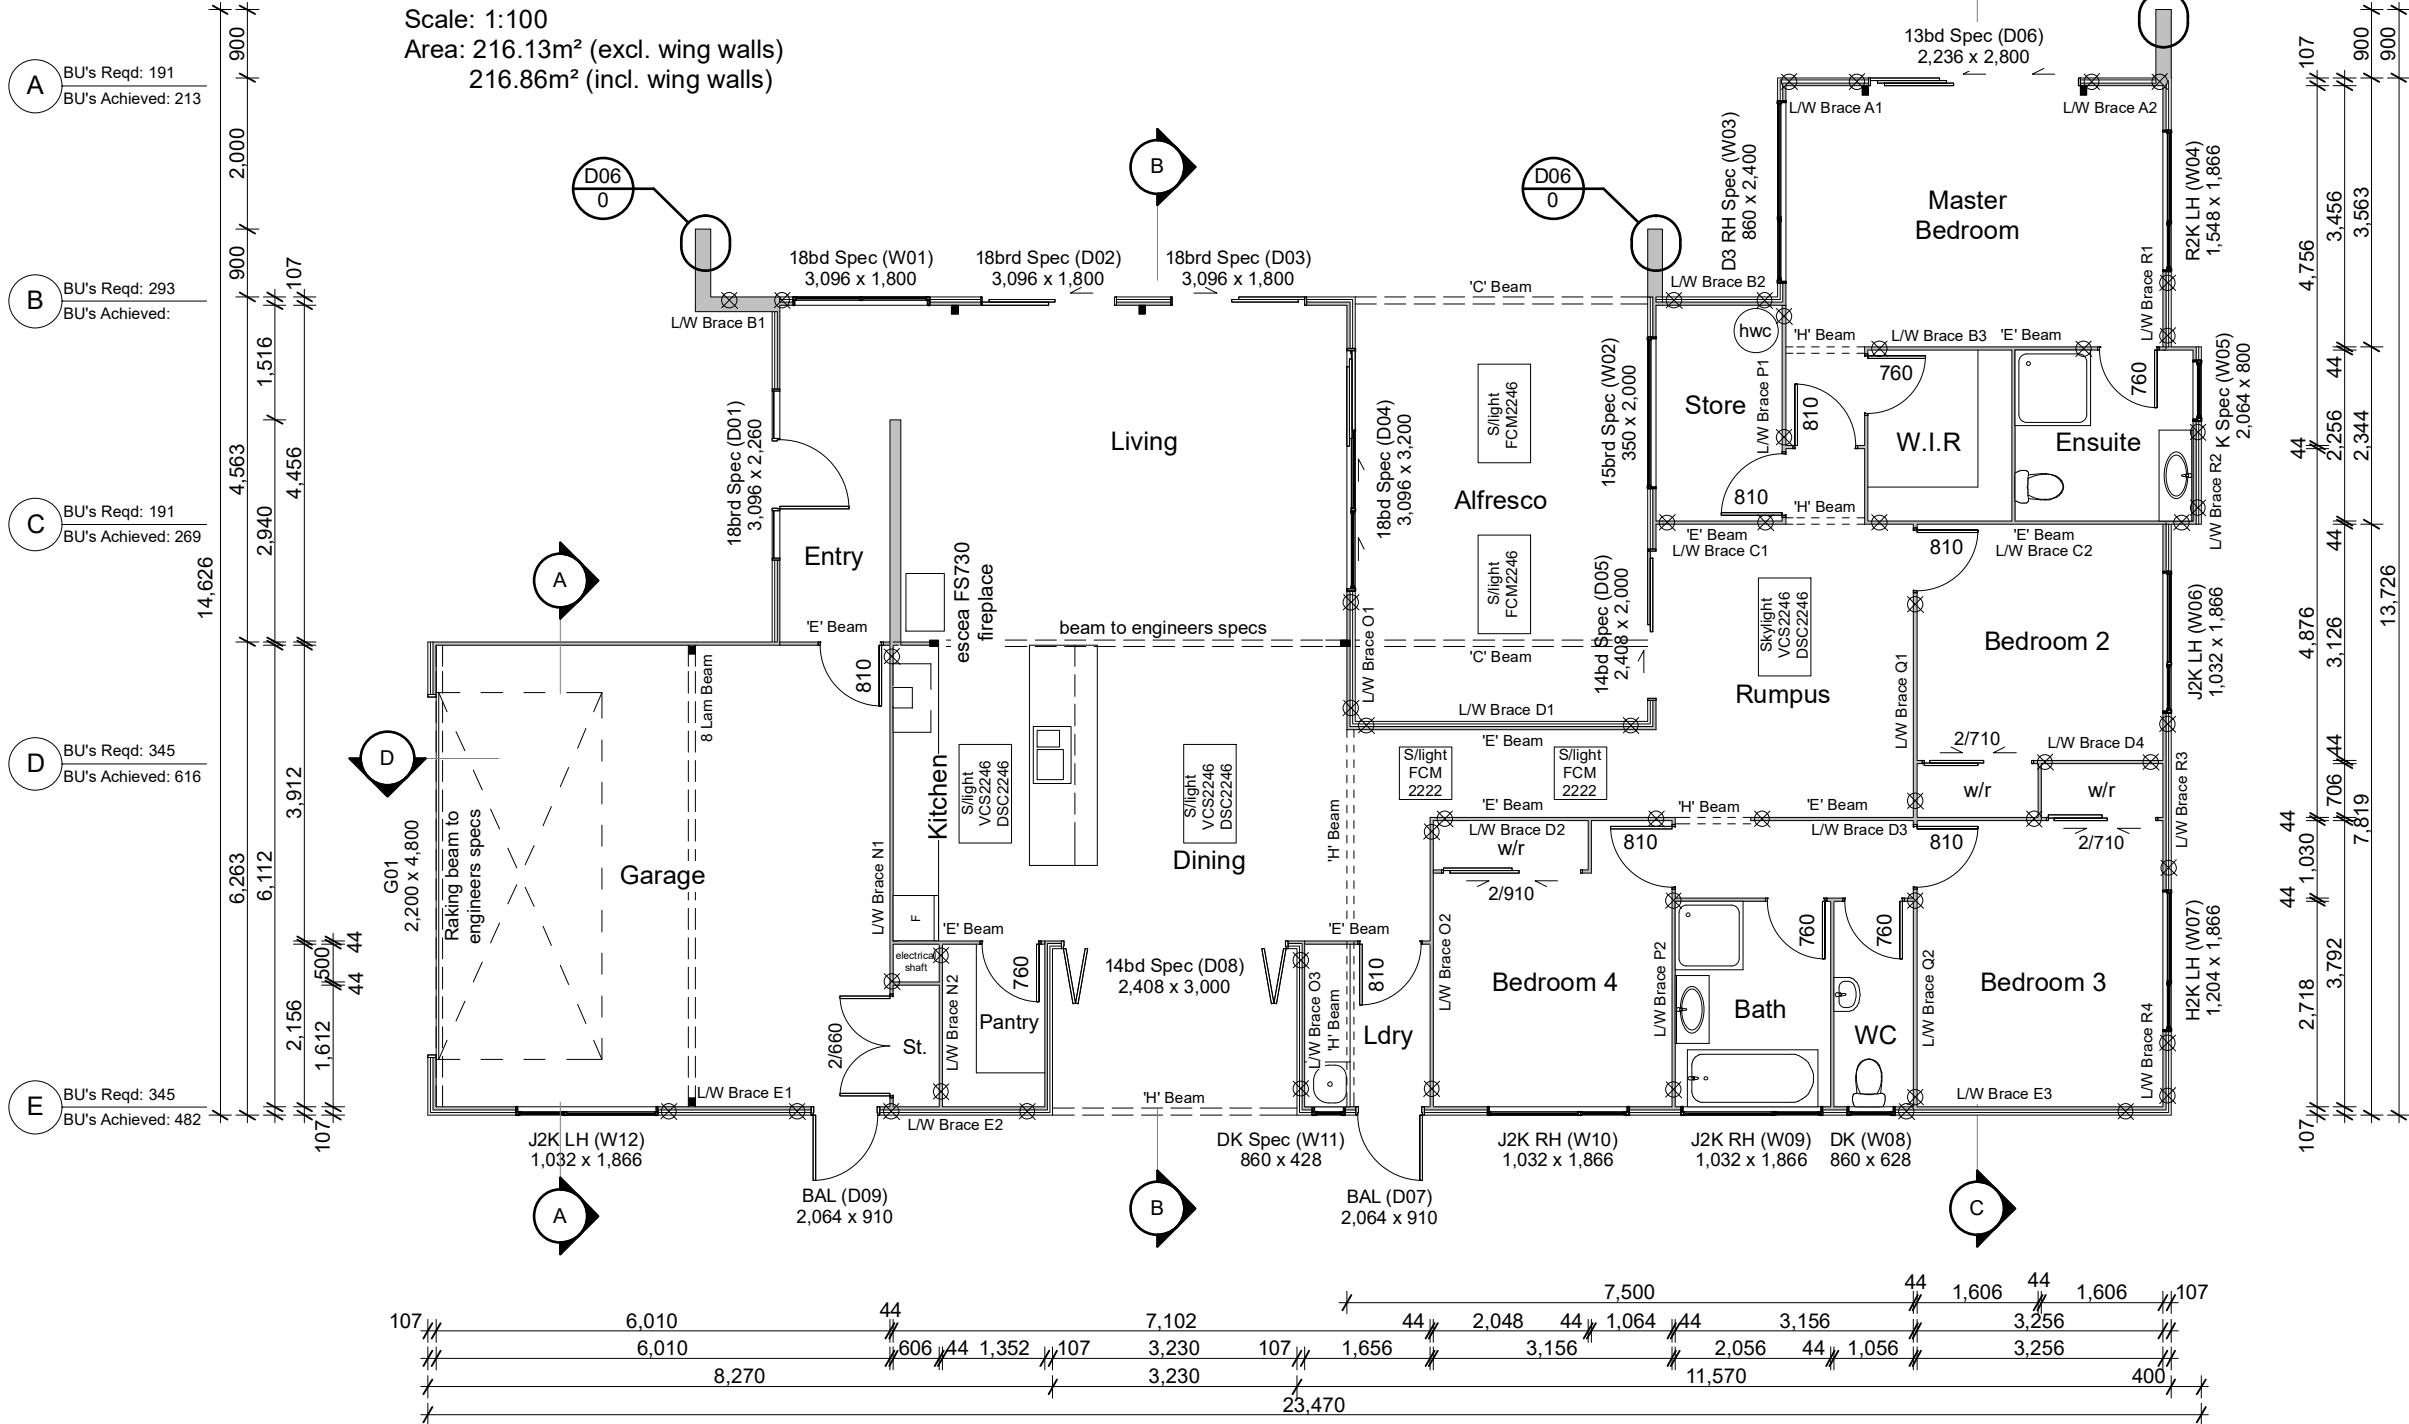 Scale: 1:100
Area: 216.13m² (excl. wing walls)
216.86m² (incl. wing walls)
A
BU's Reqd: 191
BU's Achieved: 213
B
BU's Reqd: 293
BU's Achieved:
C
BU's Reqd: 191
BU's Achieved: 269
D
BU's Reqd: 345
BU's Achieved: 616
E
BU's Reqd: 345
BU's Achieved: 482
900
2,000
900
107
1,516
4,563
4,456
2,940
14,626
3,912
6,263
6,112
44
500
44
2,156
1,612
107
D06
0
B
D06
0
13bd Spec (D06)
2,236 x 2,800
L/W Brace A1
L/W Brace A2
D3 RH Spec (W03)
860 x 2,400
R2K LH (W04)
1,548 x 1,866
Master
Bedroom
L/W Brace R1
18bd Spec (W01)
3,096 x 1,800
18brd Spec (D02)
3,096 x 1,800
18brd Spec (D03)
3,096 x 1,800
'C' Beam
L/W Brace B2
L/W Brace B1
hwc
'H' Beam
L/W Brace B3
'E' Beam
760
760
K Spec (W05)
2,064 x 800
18brd Spec (D01)
3,096 x 2,260
Living
18bd Spec (D04)
3,096 x 3,200
S/light
FCM2246
Alfresco
S/light
FCM2246
15brd Spec (W02)
350 x 2,000
Store
L/W Brace P1
810
810
W.I.R
Ensuite
L/W Brace R2
'H' Beam
'E' Beam
L/W Brace C1
810
'E' Beam
L/W Brace C2
Entry
escea FS730
fireplace
A
'E' Beam
beam to engineers specs
L/W Brace O1
'C' Beam
14bd Spec (D05)
2,408 x 2,000
Skylight
VCS2246
DSC2246
Rumpus
L/W Brace Q1
Bedroom 2
J2K LH (W06)
1,032 x 1,866
810
8 Lam Beam
L/W Brace D1
'E' Beam
2/710
L/W Brace D4
w/r
w/r
L/W Brace R3
D
Raking beam to
engineers specs
G01
2,200 x 4,800
Garage
L/W Brace N1
Kitchen
S/light
VCS2246
DSC2246
S/light
VCS2246
DSC2246
Dining
'H' Beam
S/light
FCM
2222
S/light
FCM
2222
'E' Beam
L/W Brace D2
w/r
2/910
'H' Beam
'E' Beam
L/W Brace D3
810
810
2/710
F
'E' Beam
'E' Beam
electrical
shaft
760
14bd Spec (D08)
2,408 x 3,000
810
L/W Brace O2
Bedroom 4
L/W Brace P2
760
760
L/W Brace Q2
Bedroom 3
H2K LH (W07)
1,204 x 1,866
L/W Brace R4
2/660
St.
L/W Brace N2
Pantry
L/W Brace O3
'H' Beam
Ldry
Bath
WC
L/W Brace E1
L/W Brace E2
'H' Beam
L/W Brace E3
J2K LH (W12)
1,032 x 1,866
DK Spec (W11)
860 x 428
J2K RH (W10)
1,032 x 1,866
J2K RH (W09)
1,032 x 1,866
DK (W08)
860 x 628
A
BAL (D09)
2,064 x 910
B
BAL (D07)
2,064 x 910
C
107
900
900
3,456
3,563
4,756
44
2,256
2,344
44
44
4,876
3,126
13,726
44
706
44
7,819
1,030
44
3,792
2,718
107
7,500
44
1,606
44
1,606
107
107
6,010
44
7,102
44
2,048
44
1,064
44
3,156
3,256
6,010
606
44
1,352
107
3,230
107
1,656
3,156
2,056
44
1,056
3,256
8,270
3,230
11,570
400
23,470